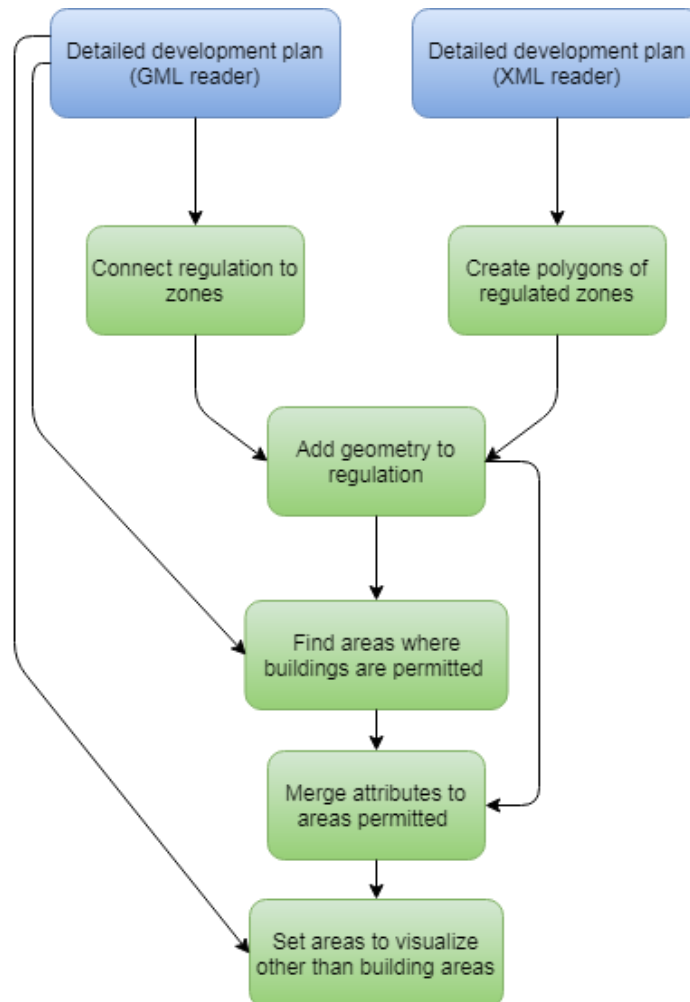 Detailed development plan
(GML reader)
Detailed development plan
(XML reader)
Connect regulation to
zones
Create polygons of
regulated zones
Add geometry to
regulation
Find areas where
buildings are permitted
Merge attributes to
areas permitted
Set areas to visualize
other than building areas